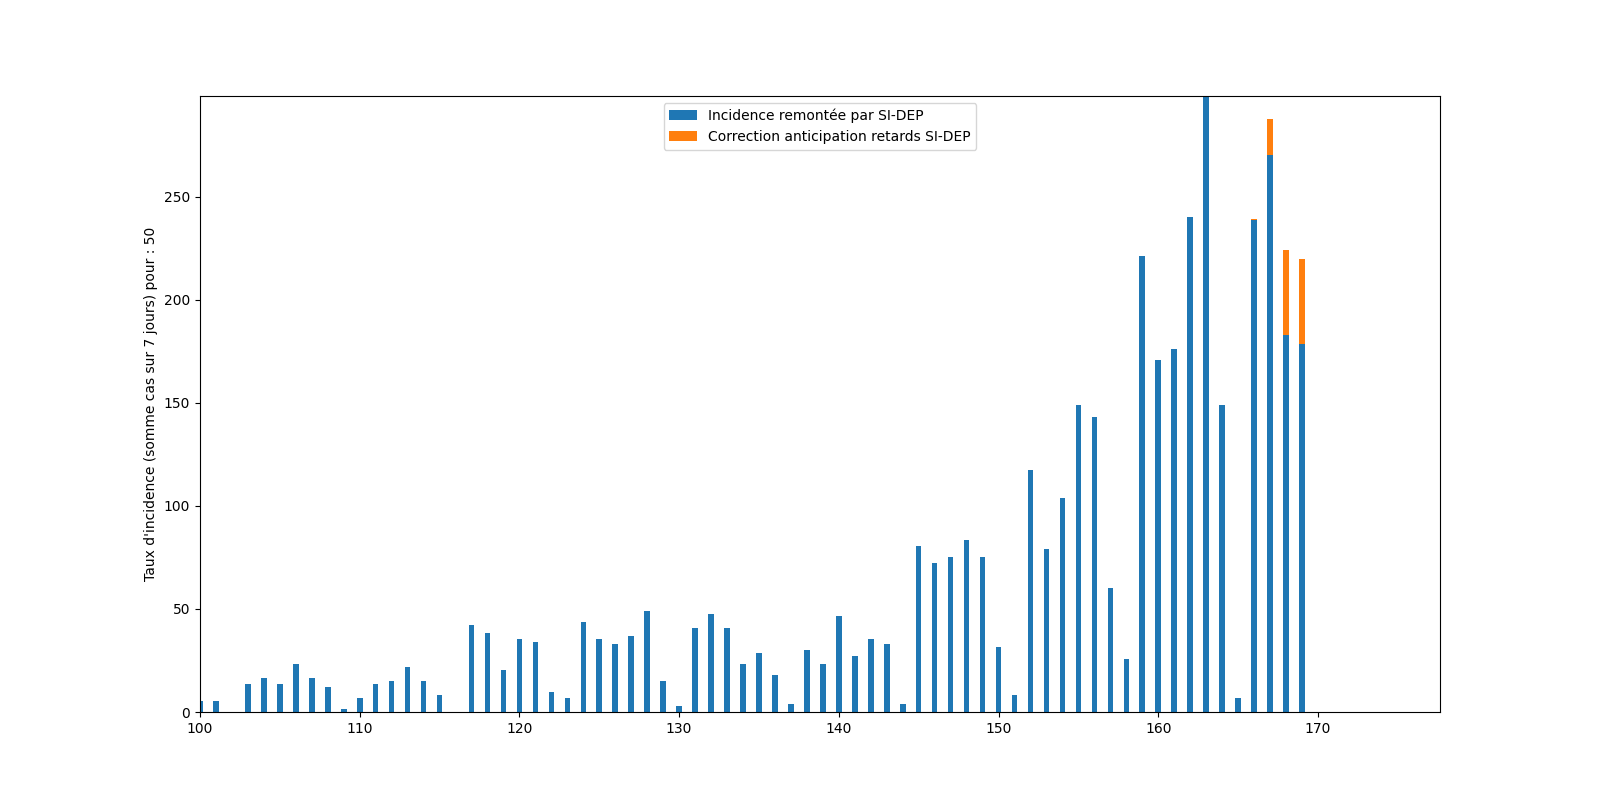 Incidence remontée par SI-DEP
Correction anticipation retards SI-DEP
Taux d'incidence (somme cas sur 7 jours) pour : 50
250
200
150
100
50
0
100 110 120 130 140 150 160 170